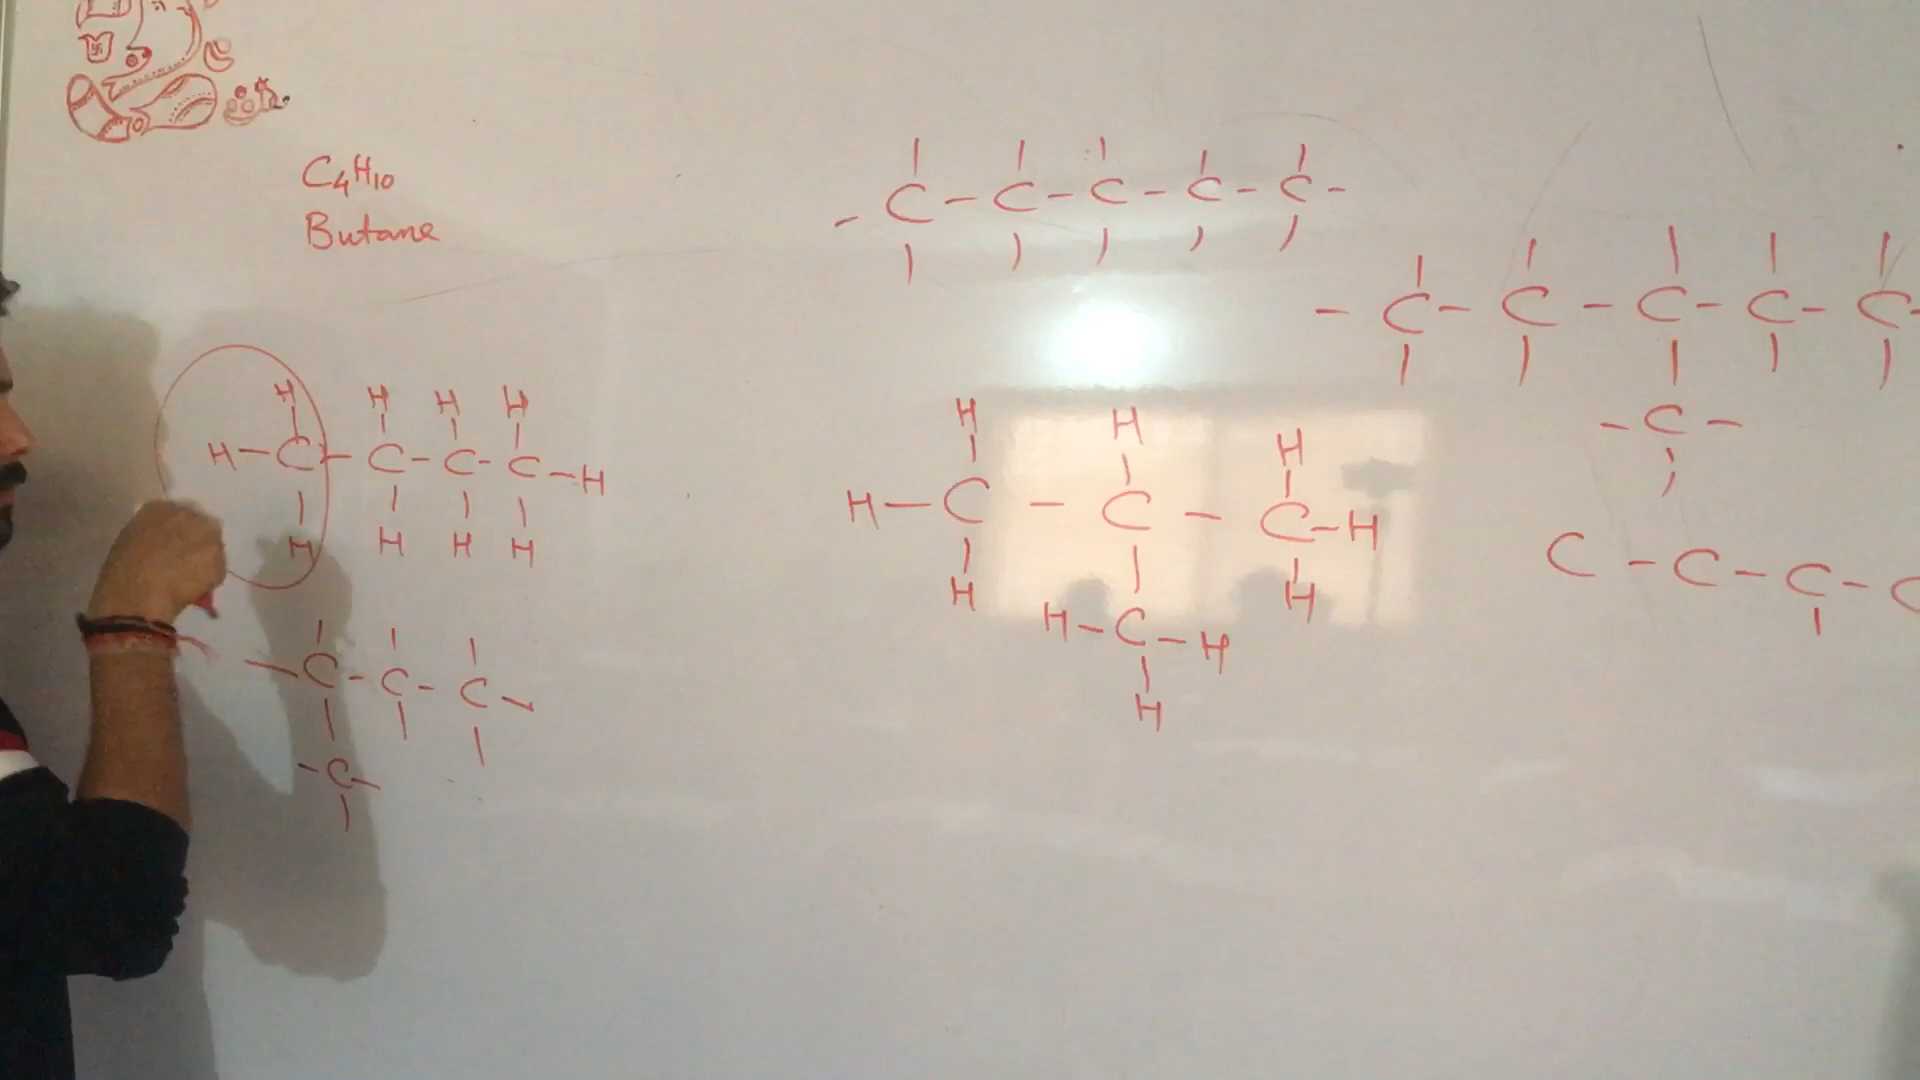 C4H10
Butane
H H H H
H-C-C-C-C-H
H H H H
-C-C-C-
-C-
-C-C-C-C-C-
H H H
H-C-C-C-H
H H
H-C-H
H
-C-C-C-C-C-
-C-
C-C-C-C